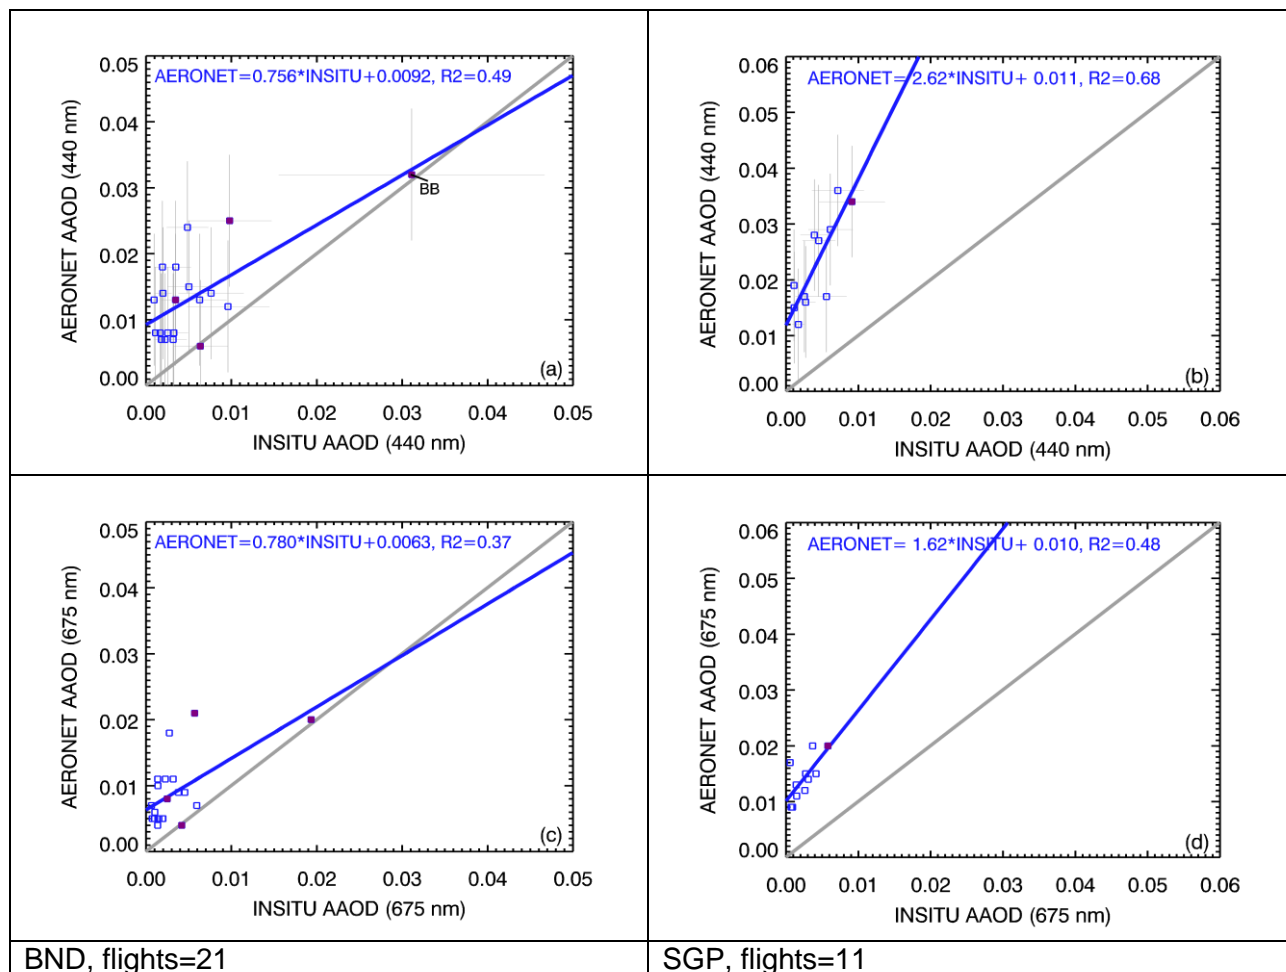 AERONET=0.756*INSITU+0.0092, R2=0.49
0.05
0.04
0.03
0.02
0.01
0.00
AERONET AAOD (440 nm)
BB
(a)
0.00 0.01 0.02 0.03 0.04 0.05
INSITU AAOD (440 nm)
AERONET= 2.62*INSITU+ 0.011, R2=0.68
0.06
0.05
0.04
0.03
0.02
0.01
0.00
AERONET AAOD (440 nm)
(b)
0.00 0.01 0.02 0.03 0.04 0.05 0.06
INSITU AAOD (440 nm)
AERONET=0.780*INSITU+0.0063, R2=0.37
0.05
0.04
0.03
0.02
0.01
0.00
AERONET AAOD (675 nm)
(c)
0.00 0.01 0.02 0.03 0.04 0.05
INSITU AAOD (675 nm)
AERONET= 1.62*INSITU+ 0.010, R2=0.48
0.06
0.05
0.04
0.03
0.02
0.01
0.00
AERONET AAOD (675 nm)
(d)
0.00 0.01 0.02 0.03 0.04 0.05 0.06
INSITU AAOD (675 nm)
BND, flights=21
SGP, flights=11